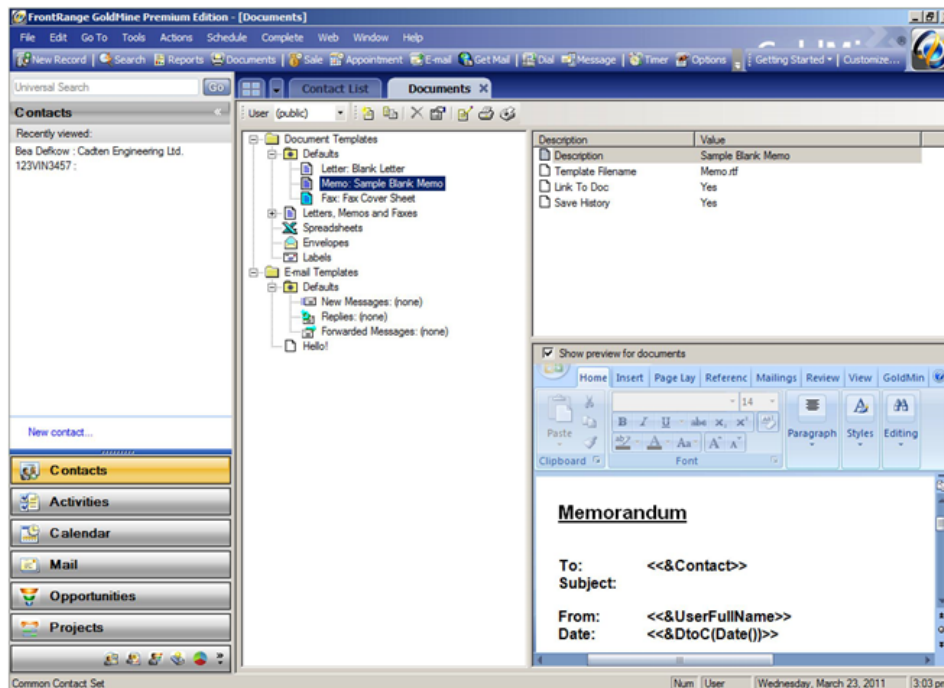 FrontRange GoldMine Premium Edition - [Documents]
File Edit Go To Tools Actions Schedule Complete Web Window Help
New Record Search Reports Documents Sale Appointment E-mail Get Mail Dial Message Timer Options Getting Started Customize...
Universal Search Go Contact List Documents X
Contacts User (public)
Recently viewed:
Bea Defkow : Cadten Engineering Ltd.
123VIN3457 :
Document Templates
Defaults
Letter: Blank Letter
Memo: Sample Blank Memo
Fax: Fax Cover Sheet
Letters, Memos and Faxes
Spreadsheets
Envelopes
Labels
E-mail Templates
Defaults
New Messages: (none)
Replies: (none)
Forwarded Messages: (none)
Hello!
Description Value
Description Sample Blank Memo
Template Filename Memo.rtf
Link To Doc Yes
Save History Yes
Show preview for documents
Home Insert Page Lay Referenc Mailings Review View GoldMin
14
Paste B I U abc x, x²
A Aa A A
Paragraph Styles Editing
Clipboard Font
Memorandum
To: <<&Contact>>
Subject:
From: <<&UserFullName>>
Date: <<&DtoC(Date())>>
New contact...
Contacts
Activities
Calendar
Mail
Opportunities
Projects
Common Contact Set Num User Wednesday, March 23, 2011 3:03 pm